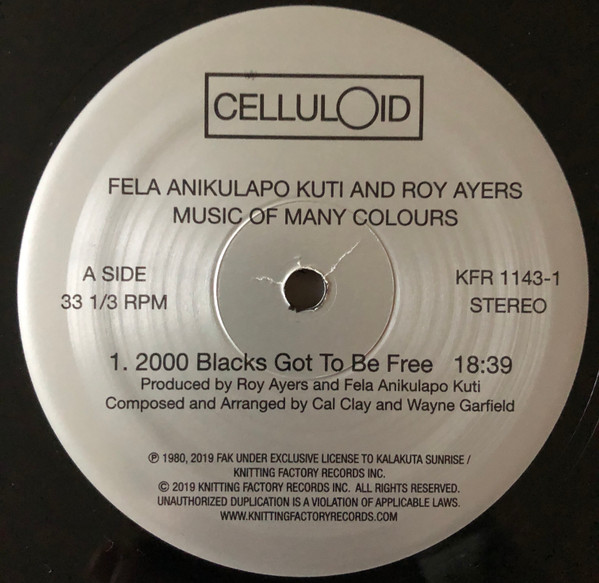 CELLULOID
FELA ANIKULAPO KUTI AND ROY AYERS
MUSIC OF MANY COLOURS
A SIDE
33 1/3 RPM
KFR 1143-1
STEREO
1. 2000 Blacks Got To Be Free 18:39
Produced by Roy Ayers and Fela Anikulapo Kuti
Composed and Arranged by Cal Clay and Wayne Garfield
℗ 1980, 2019 FAK UNDER EXCLUSIVE LICENSE TO KALAKUTA SUNRISE /
KNITTING FACTORY RECORDS INC.
© 2019 KNITTING FACTORY RECORDS INC. ALL RIGHTS RESERVED.
UNAUTHORIZED DUPLICATION IS A VIOLATION OF APPLICABLE LAWS.
WWW.KNITTINGFACTORYRECORDS.COM